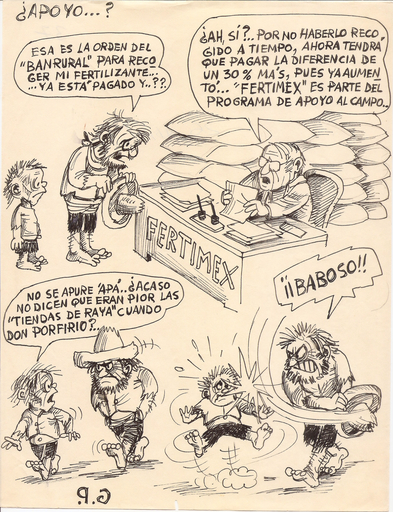 ¿APOYO...?
ESA ES LA ORDEN DEL
"BANRURAL" PARA RECO
GER MI FERTILIZANTE...
...YA ESTA PAGADO Y..??
¿AH, SÍ?.. POR NO HABERLO RECO
GIDO A TIEMPO, AHORA TENDRÁ
QUE PAGAR LA DIFERENCIA DE
UN 30% MÁS, PUES YA AUMEN
TÓ... "FERTIMEX" ES PARTE DEL
PROGRAMA DE APOYO AL CAMPO...
FERTIMEX
NO SE APURE 'APÁ'..¿ACASO
NO DICEN QUE ERAN PIOR LAS
"TIENDAS DE RAYA" CUANDO
DON PORFIRIO?..
¡¡¡BABOSO!!